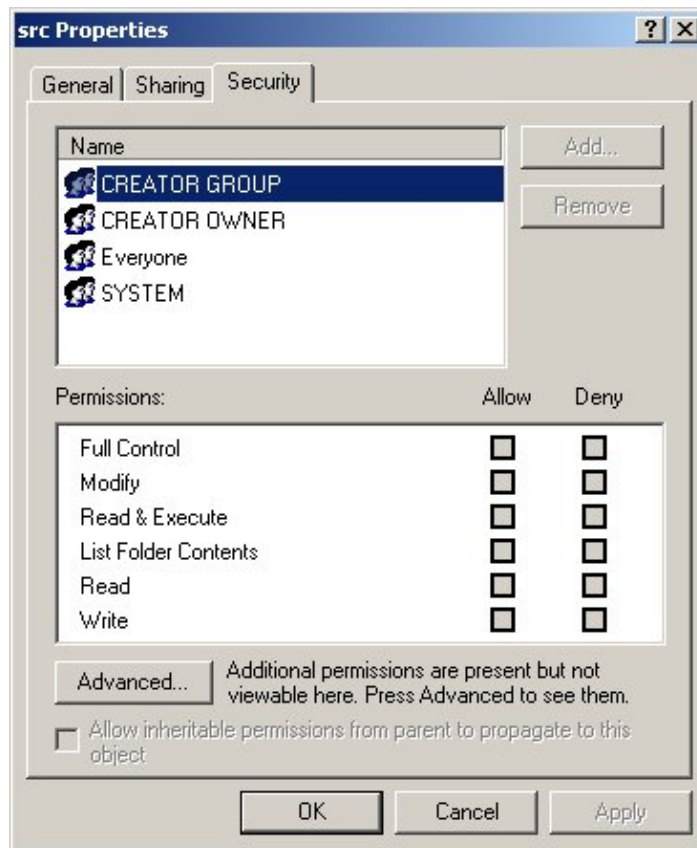 src Properties
? X
General Sharing Security
Name
Add...
CREATOR GROUP
Remove
CREATOR OWNER
Everyone
SYSTEM
Permissions: Allow Deny
Full Control
Modify
Read & Execute
List Folder Contents
Read
Write
Advanced...
Additional permissions are present but not
viewable here. Press Advanced to see them.
Allow inheritable permissions from parent to propagate to this
object
OK Cancel Apply